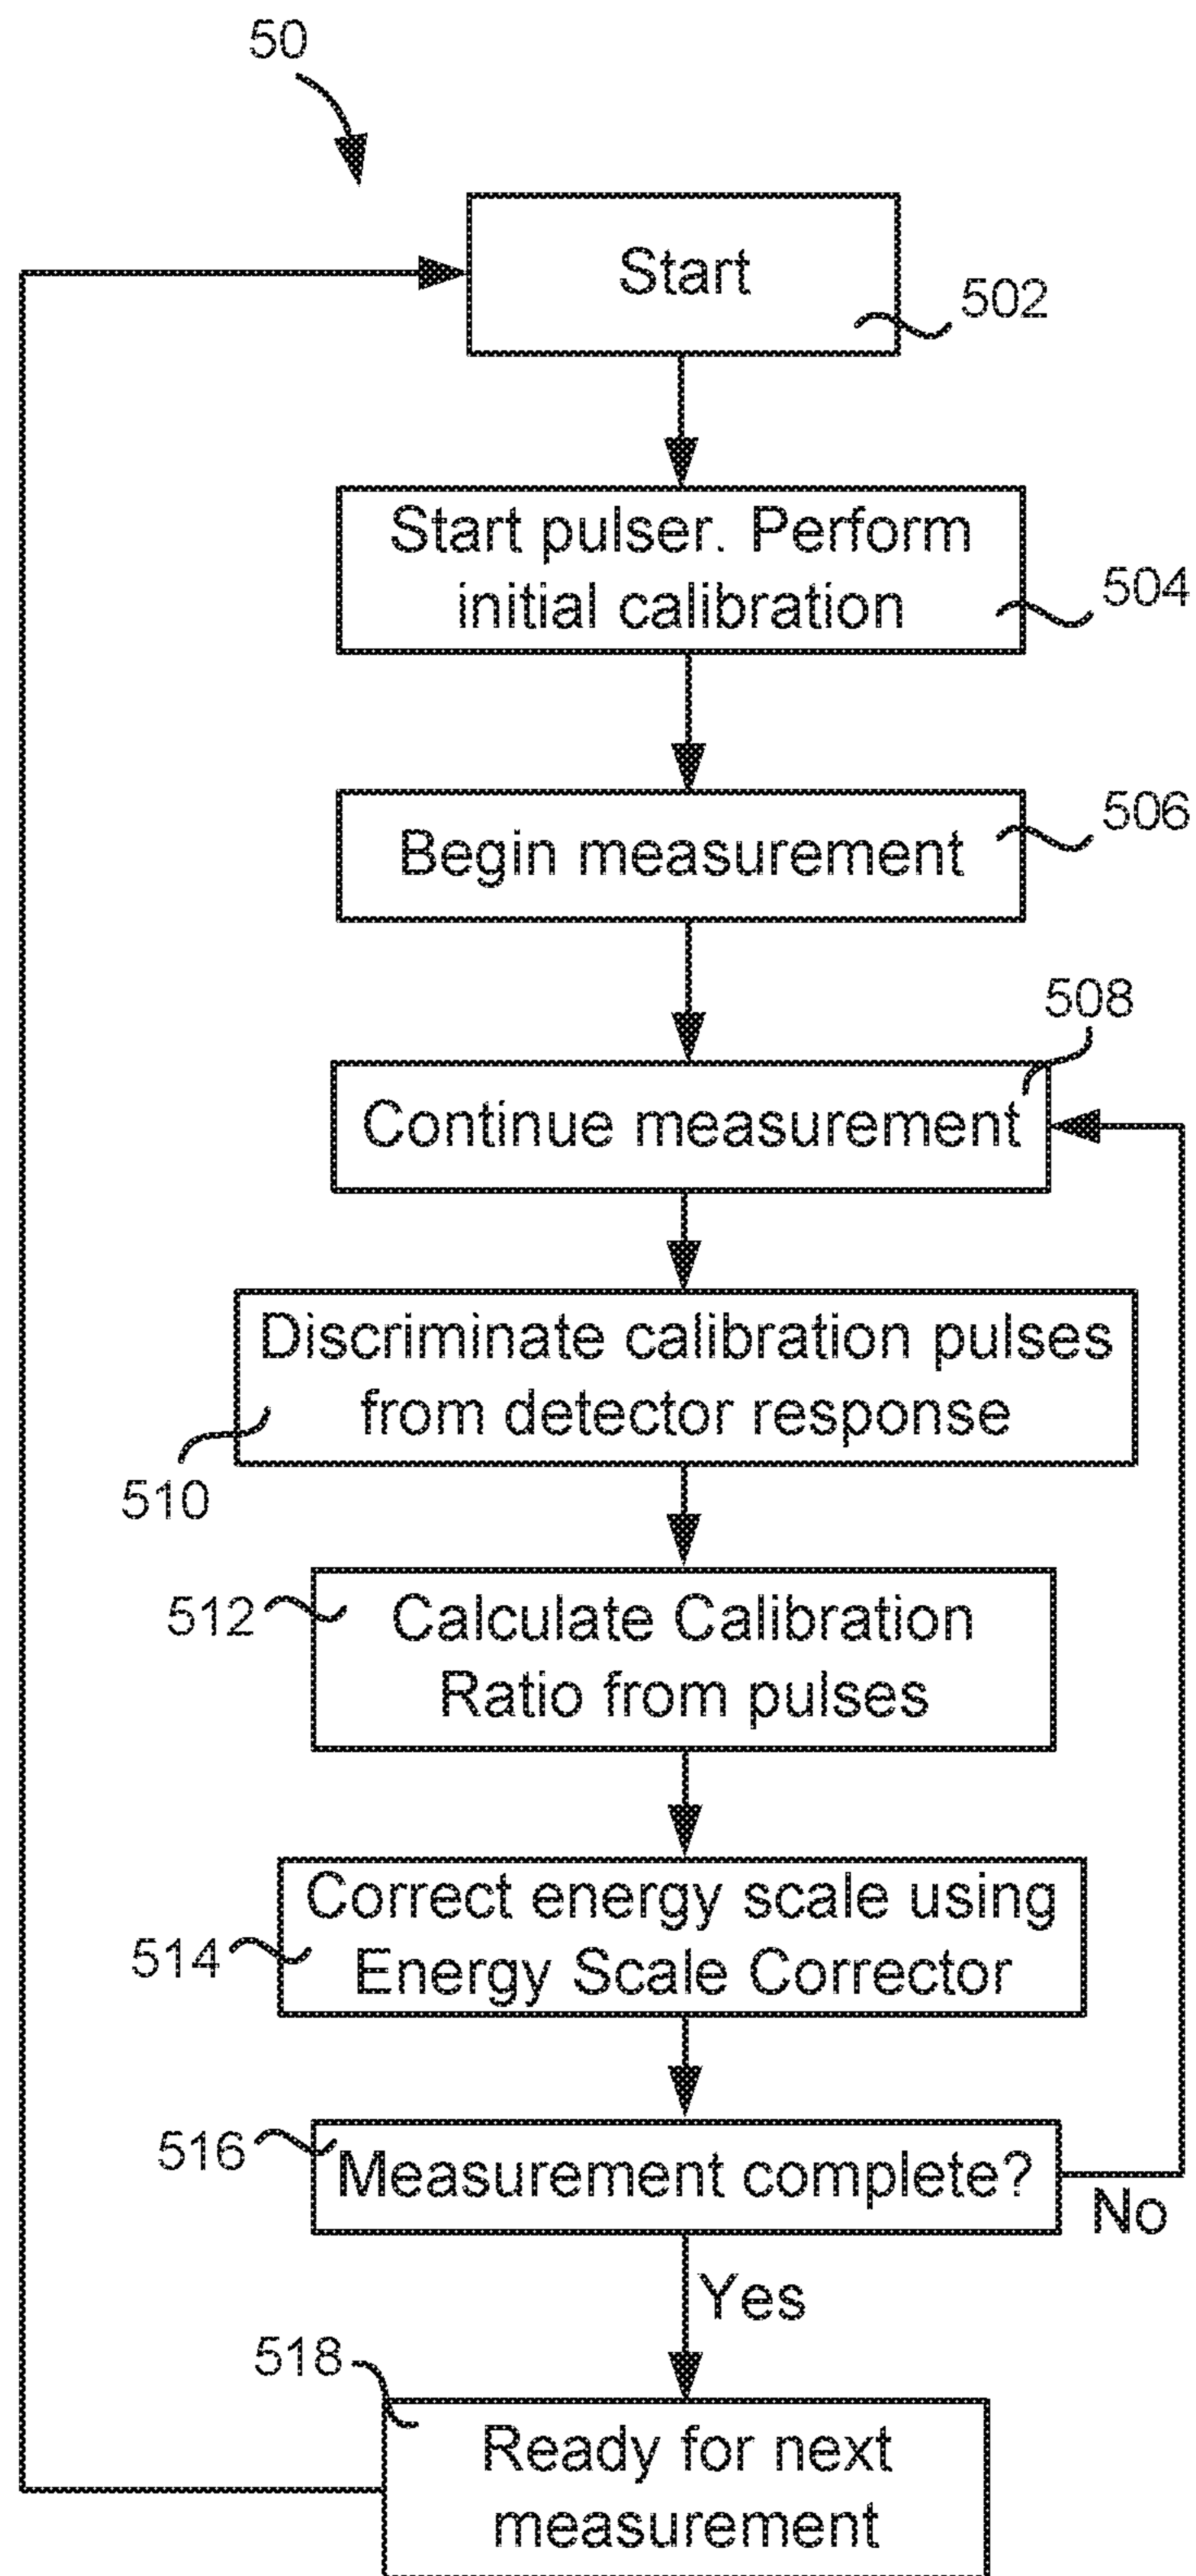 50
Start
502
Start pulser. Perform
initial calibration
504
Begin measurement
506
508
Continue measurement
Discriminate calibration pulses
from detector response
510
512
Calculate Calibration
Ratio from pulses
Correct energy scale using
514
Energy Scale Corrector
516
Measurement complete?
No
Yes
518
Ready for next
measurement